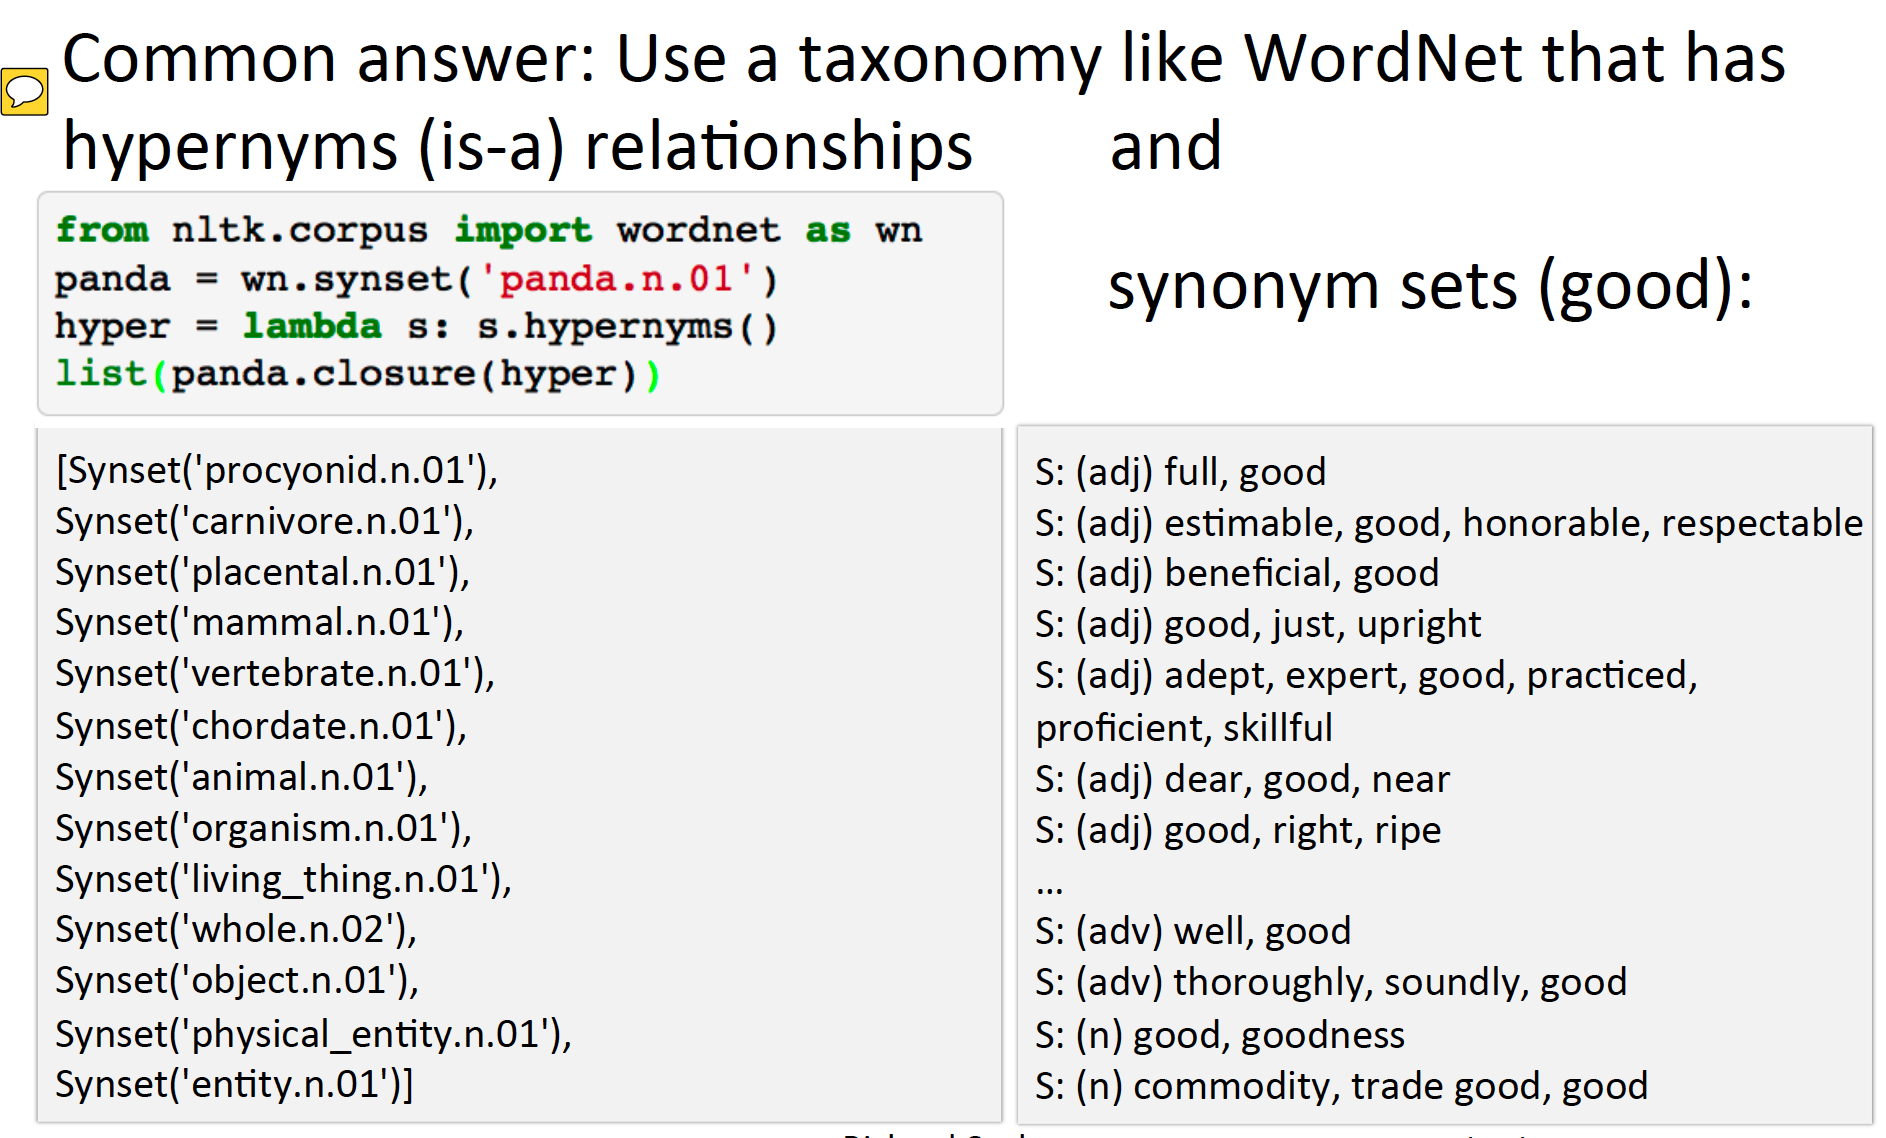 Common answer: Use a taxonomy like WordNet that has
hypernyms (is-a) relationships and
synonym sets (good):
from nltk.corpus import wordnet as wn
panda = wn.synset('panda.n.01')
hyper = lambda s: s.hypernyms()
list(panda.closure(hyper))
[Synset('procyonid.n.01'),
Synset('carnivore.n.01'),
Synset('placental.n.01'),
Synset('mammal.n.01'),
Synset('vertebrate.n.01'),
Synset('chordate.n.01'),
Synset('animal.n.01'),
Synset('organism.n.01'),
Synset('living_thing.n.01'),
Synset('whole.n.02'),
Synset('object.n.01'),
Synset('physical_entity.n.01'),
Synset('entity.n.01')]
S: (adj) full, good
S: (adj) estimable, good, honorable, respectable
S: (adj) beneficial, good
S: (adj) good, just, upright
S: (adj) adept, expert, good, practiced,
proficient, skillful
S: (adj) dear, good, near
S: (adj) good, right, ripe
...
S: (adv) well, good
S: (adv) thoroughly, soundly, good
S: (n) good, goodness
S: (n) commodity, trade good, good